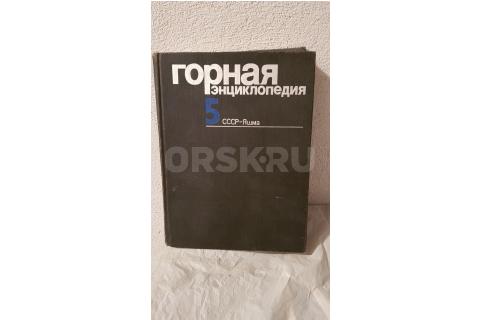 горная
энциклопедия
5 СССР-Яшма
ORSK.RU